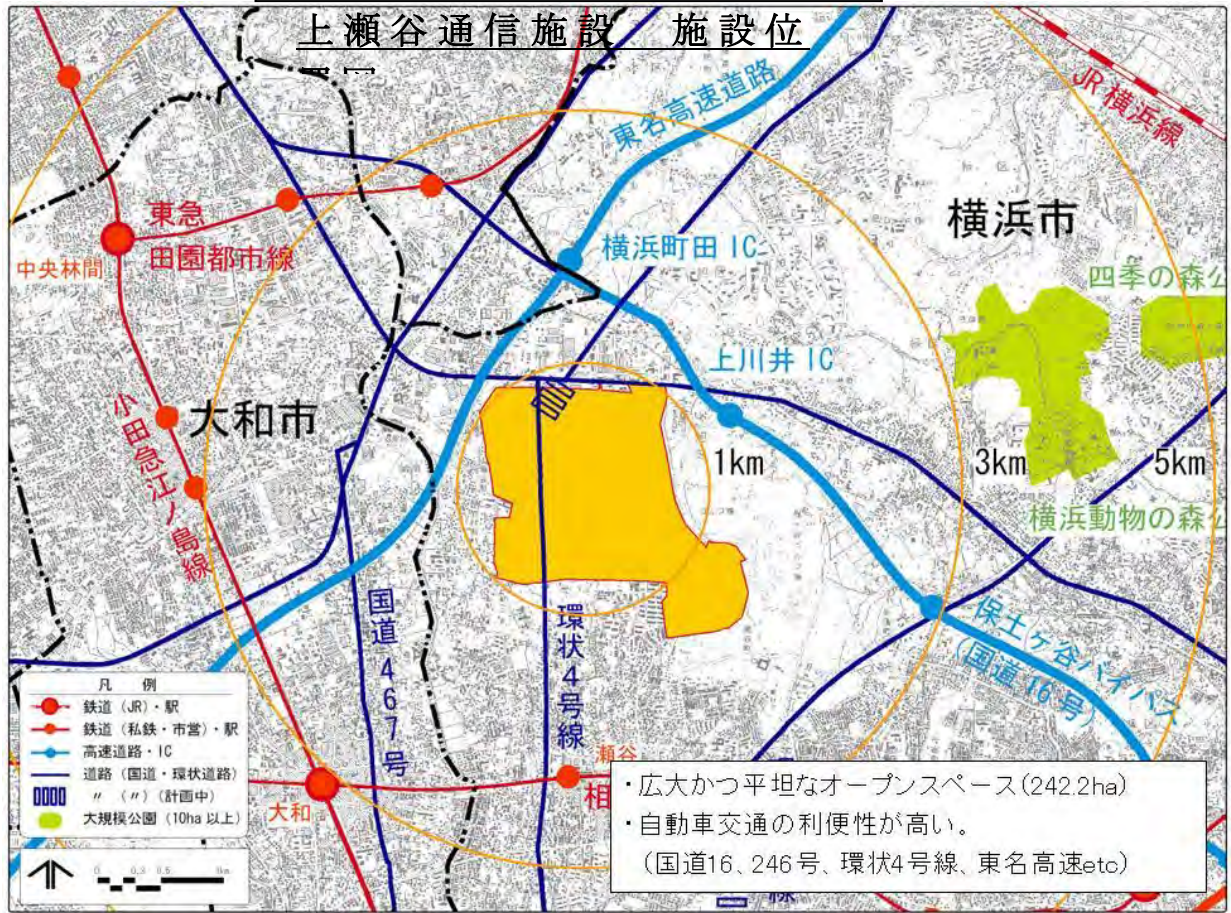 上瀬谷通信施設　施設位
JR横浜線
東名高速道路
横浜市
東急
田園都市線
中央林間
横浜町田IC
四季の森公
上川井IC
小田急江ノ島線
大和市
1km
3km
5km
横浜動物の森公
国道467号
環状4号線
保土ヶ谷バイパス
(国道16号)
瀬谷
相
大和
線
凡　例
鉄道（JR）・駅
鉄道（私鉄・市営）・駅
高速道路・IC
道路（国道・環状道路）
〃（〃）（計画中）
大規模公園（10ha以上）
0 0.3 0.5 1km
・広大かつ平坦なオープンスペース(242.2ha)
・自動車交通の利便性が高い。
（国道16、246号、環状4号線、東名高速etc）